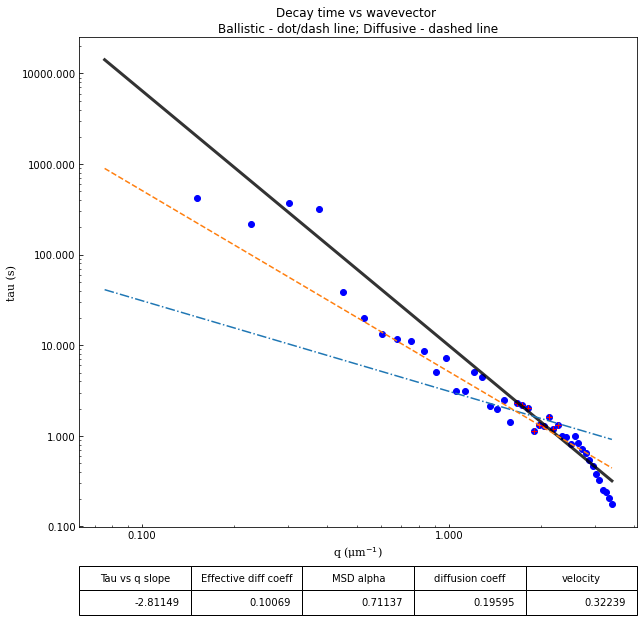 Decay time vs wavevector
Ballistic - dot/dash line; Diffusive - dashed line
10000.000
1000.000
100.000
10.000
1.000
0.100
tau (s)
0.100 1.000
q (μm⁻¹)
Tau vs q slope Effective diff coeff MSD alpha diffusion coeff velocity
-2.81149 0.10069 0.71137 0.19595 0.32239